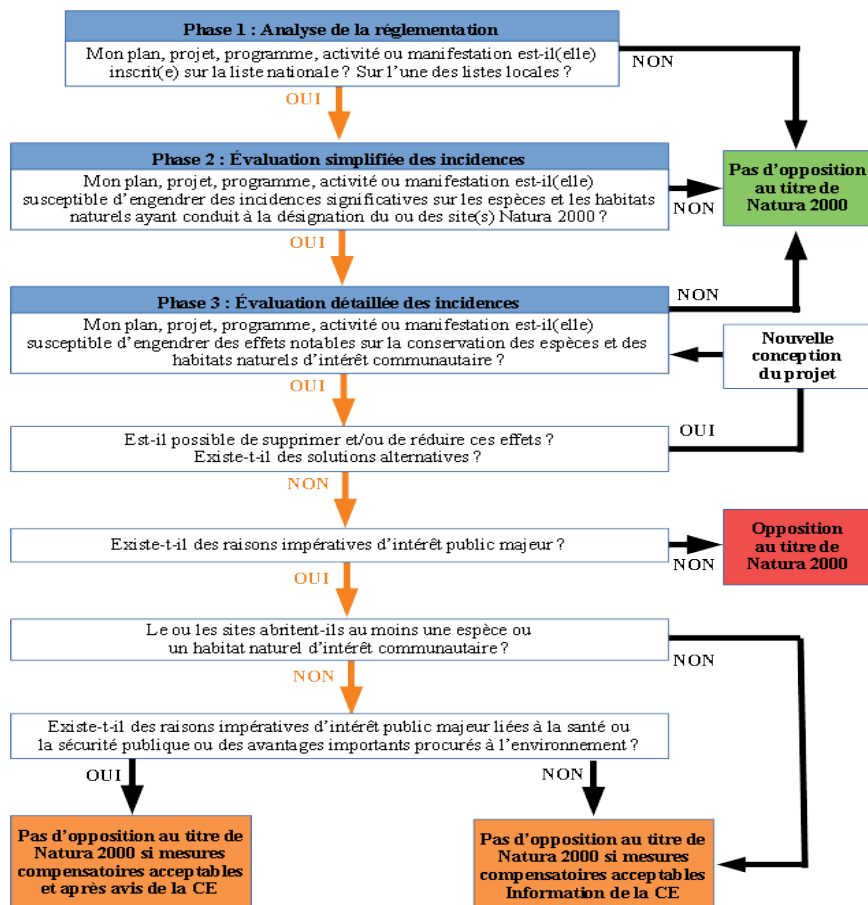 Phase 1 : Analyse de la réglementation
Mon plan, projet, programme, activité ou manifestation est-il(elle)
inscrit(e) sur la liste nationale ? Sur l’une des listes locales ?
NON
OUI
Phase 2 : Évaluation simplifiée des incidences
Mon plan, projet, programme, activité ou manifestation est-il(elle)
susceptible d’engendrer des incidences significatives sur les espèces et les habitats
naturels ayant conduit à la désignation du ou des site(s) Natura 2000 ?
NON
Pas d’opposition
au titre de
Natura 2000
OUI
Phase 3 : Évaluation détaillée des incidences
Mon plan, projet, programme, activité ou manifestation est-il(elle)
susceptible d’engendrer des effets notables sur la conservation des espèces et des
habitats naturels d’intérêt communautaire ?
NON
Nouvelle
conception
du projet
OUI
Est-il possible de supprimer et/ou de réduire ces effets ?
Existe-t-il des solutions alternatives ?
OUI
NON
Existe-t-il des raisons impératives d’intérêt public majeur ?
NON
Opposition
au titre de
Natura 2000
OUI
Le ou les sites abritent-ils au moins une espèce ou
un habitat naturel d’intérêt communautaire ?
NON
NON
Existe-t-il des raisons impératives d’intérêt public majeur liées à la santé ou
la sécurité publique ou des avantages importants procurés à l’environnement ?
OUI
NON
Pas d’opposition au titre de
Natura 2000 si mesures
compensatoires acceptables
et après avis de la CE
Pas d’opposition au titre de
Natura 2000 si mesures
compensatoires acceptables
Information de la CE